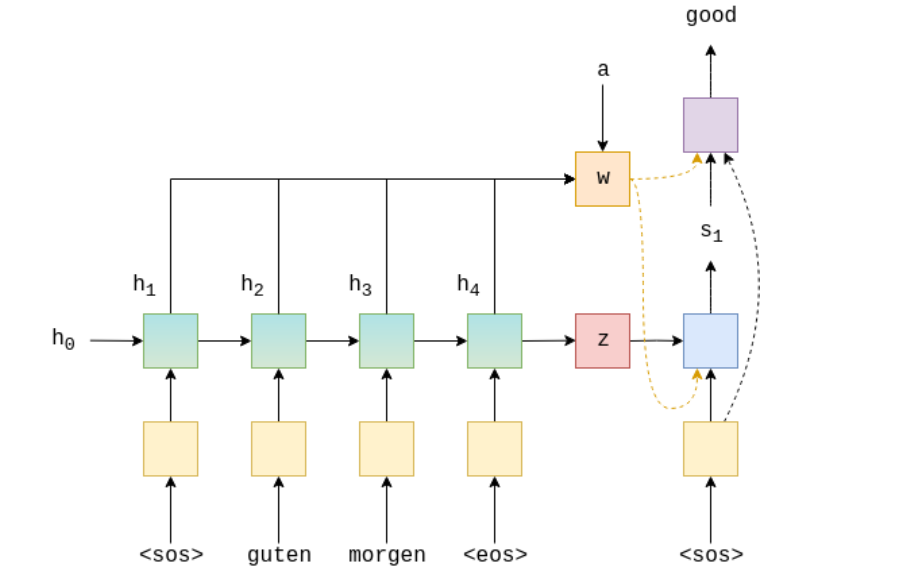 good
a
w
s₁
h₁ h₂ h₃ h₄
h₀ z
<sos> guten morgen <eos> <sos>